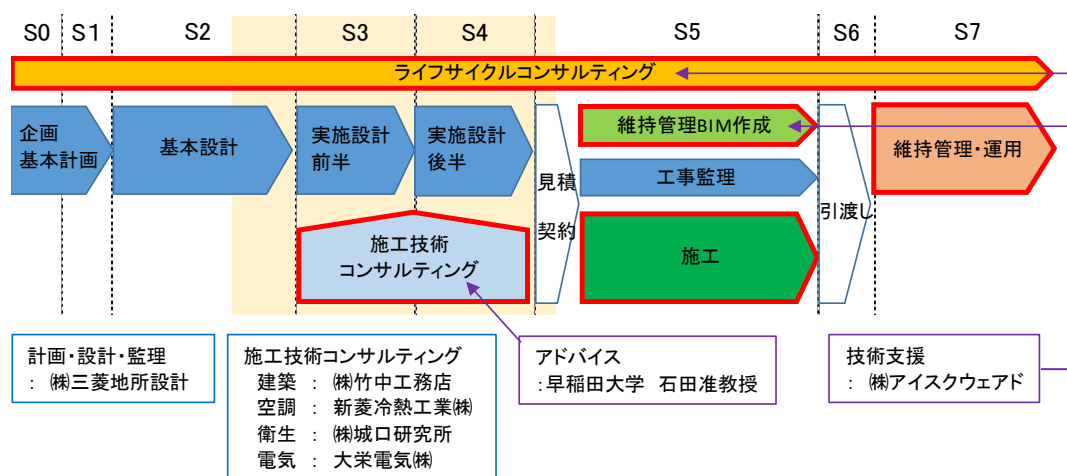 S0 S1 S2 S3 S4 S5 S6 S7
ライフサイクルコンサルティング
企画
基本計画
基本設計
実施設計
前半
実施設計
後半
見積
契約
維持管理BIM作成
工事監理
施工
引渡し
維持管理・運用
施工技術
コンサルティング
計画・設計・監理
: ㈱三菱地所設計
施工技術コンサルティング
建築 : ㈱竹中工務店
空調 : 新菱冷熱工業㈱
衛生 : ㈱城口研究所
電気 : 大栄電気㈱
アドバイス
:早稲田大学 石田准教授
技術支援
: ㈱アイスクウェアド